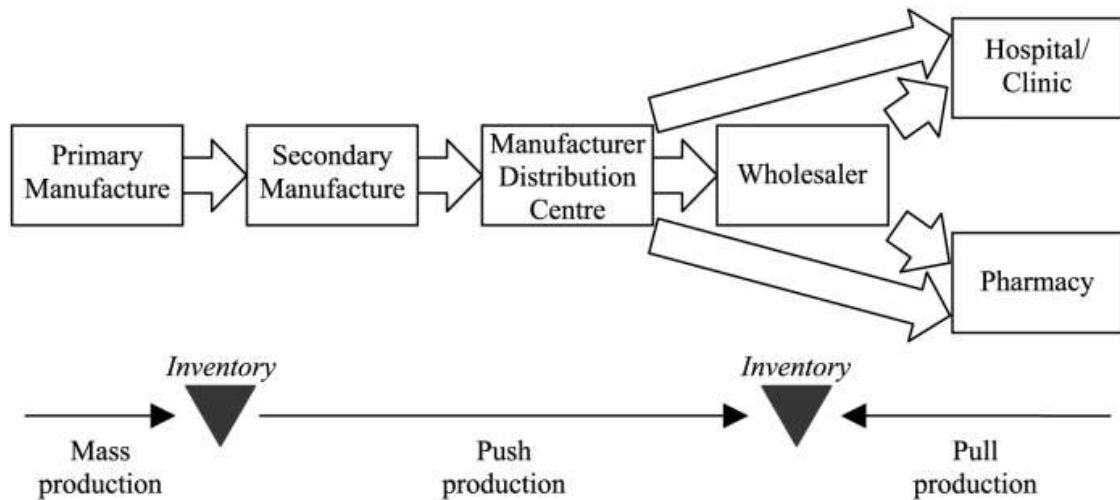 Hospital/
Clinic
Primary
Manufacture
Secondary
Manufacture
Manufacturer
Distribution
Centre
Wholesaler
Pharmacy
Inventory
Inventory
Mass
production
Push
production
Pull
production